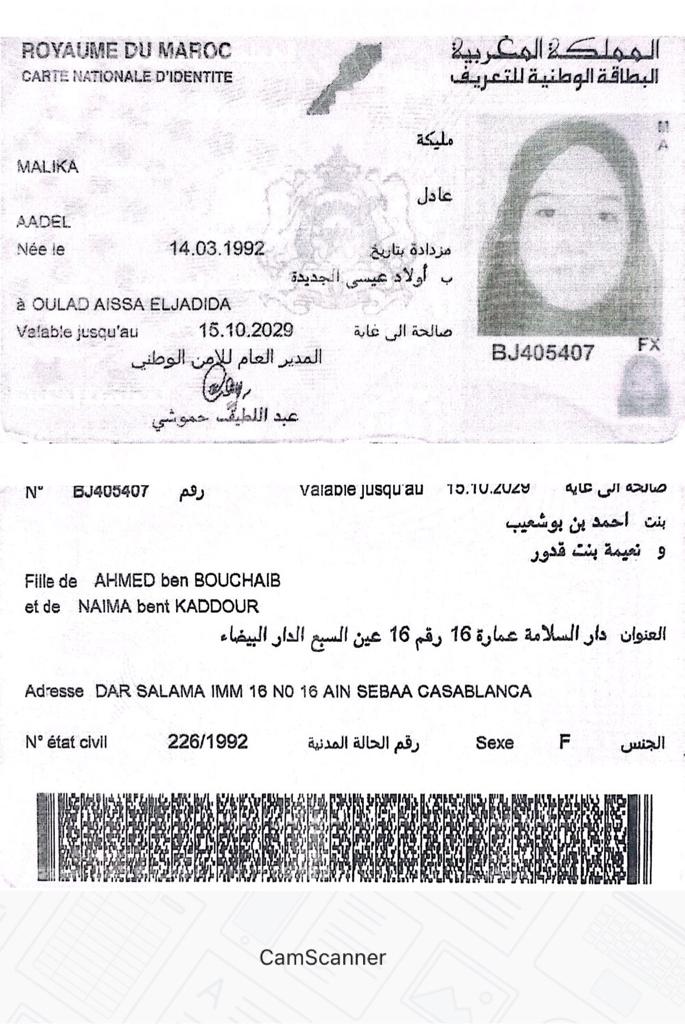 ROYAUME DU MAROC
المملكة المغربية
CARTE NATIONALE D'IDENTITE
البطاقة الوطنية للتعريف
M
A
مليكة
MALIKA
عادل
AADEL
Née le 14.03.1992 مزدادة بتاريخ
ب أولاد عيسى الجديدة
à OULAD AISSA ELJADIDA
Valable jusqu'au 15.10.2029 صالحة الى غاية
المدير العام للامن الوطني
عبد اللطيف حموشي
BJ405407
FX
N° BJ405407 رقم Valable jusqu'au 15.10.2029 صالحة الى غاية
بنت احمد بن بوشعيب
و نعيمة بنت قدور
Fille de AHMED ben BOUCHAIB
et de NAIMA bent KADDOUR
العنوان دار السلامة عمارة 16 رقم 16 عين السبع الدار البيضاء
Adresse DAR SALAMA IMM 16 N0 16 AIN SEBAA CASABLANCA
N° état civil 226/1992 رقم الحالة المدنية Sexe F الجنس
CamScanner